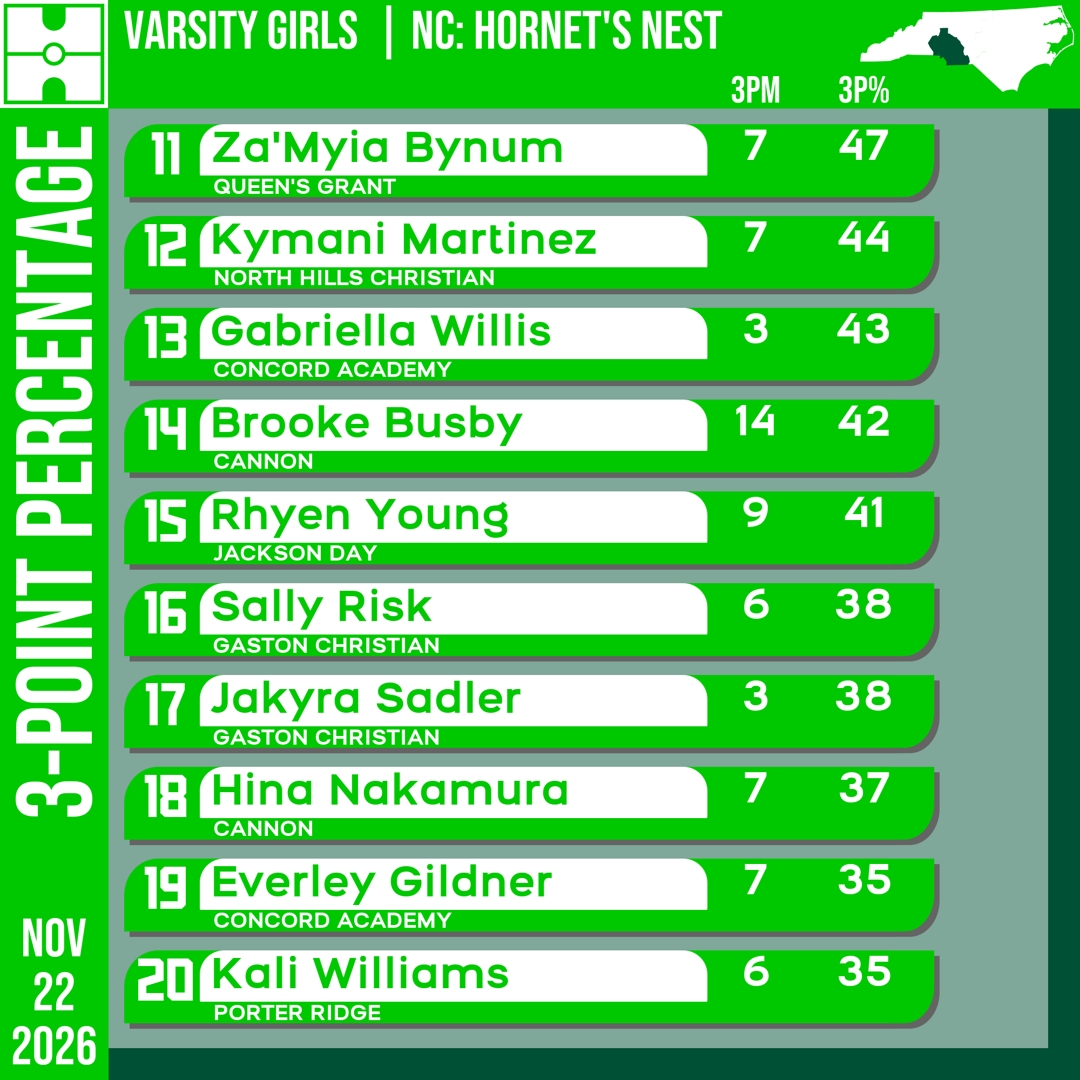 VARSITY GIRLS | NC: HORNET'S NEST
3PM 3P%
3-POINT PERCENTAGE
11 Za'Myia Bynum 7 47
QUEEN'S GRANT
12 Kymani Martinez 7 44
NORTH HILLS CHRISTIAN
13 Gabriella Willis 3 43
CONCORD ACADEMY
14 Brooke Busby 14 42
CANNON
15 Rhyen Young 9 41
JACKSON DAY
16 Sally Risk 6 38
GASTON CHRISTIAN
17 Jakyra Sadler 3 38
GASTON CHRISTIAN
18 Hina Nakamura 7 37
CANNON
19 Everley Gildner 7 35
CONCORD ACADEMY
20 Kali Williams 6 35
PORTER RIDGE
NOV
22
2026